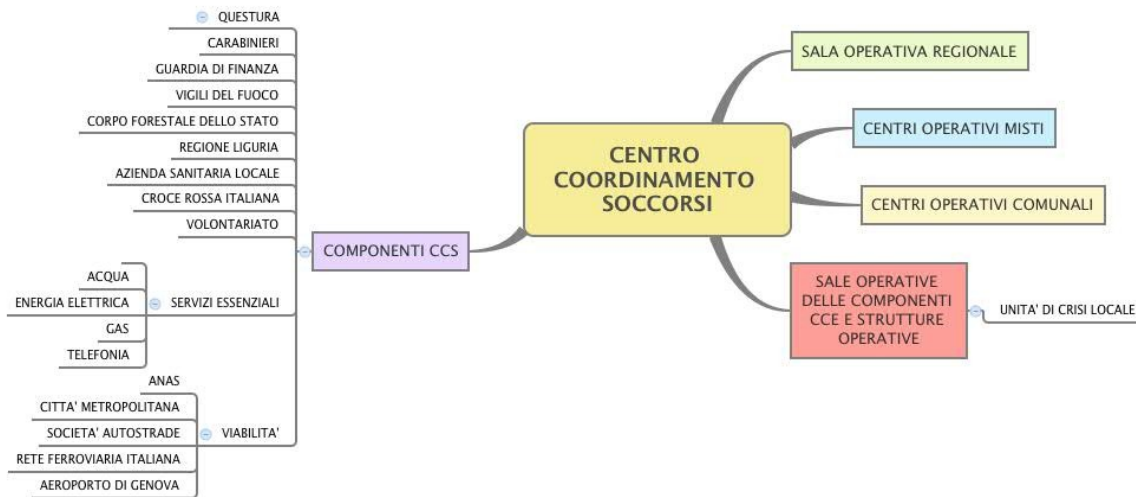 QUESTURA
CARABINIERI
GUARDIA DI FINANZA
VIGILI DEL FUOCO
CORPO FORESTALE DELLO STATO
REGIONE LIGURIA
AZIENDA SANITARIA LOCALE
CROCE ROSSA ITALIANA
VOLONTARIATO
COMPONENTI CCS
ACQUA
ENERGIA ELETTRICA
GAS
TELEFONIA
SERVIZI ESSENZIALI
ANAS
CITTA' METROPOLITANA
SOCIETA' AUTOSTRADE
RETE FERROVIARIA ITALIANA
AEROPORTO DI GENOVA
VIABILITA'
CENTRO
COORDINAMENTO
SOCCORSI
SALA OPERATIVA REGIONALE
CENTRI OPERATIVI MISTI
CENTRI OPERATIVI COMUNALI
SALE OPERATIVE
DELLE COMPONENTI
CCE E STRUTTURE
OPERATIVE
UNITA' DI CRISI LOCALE